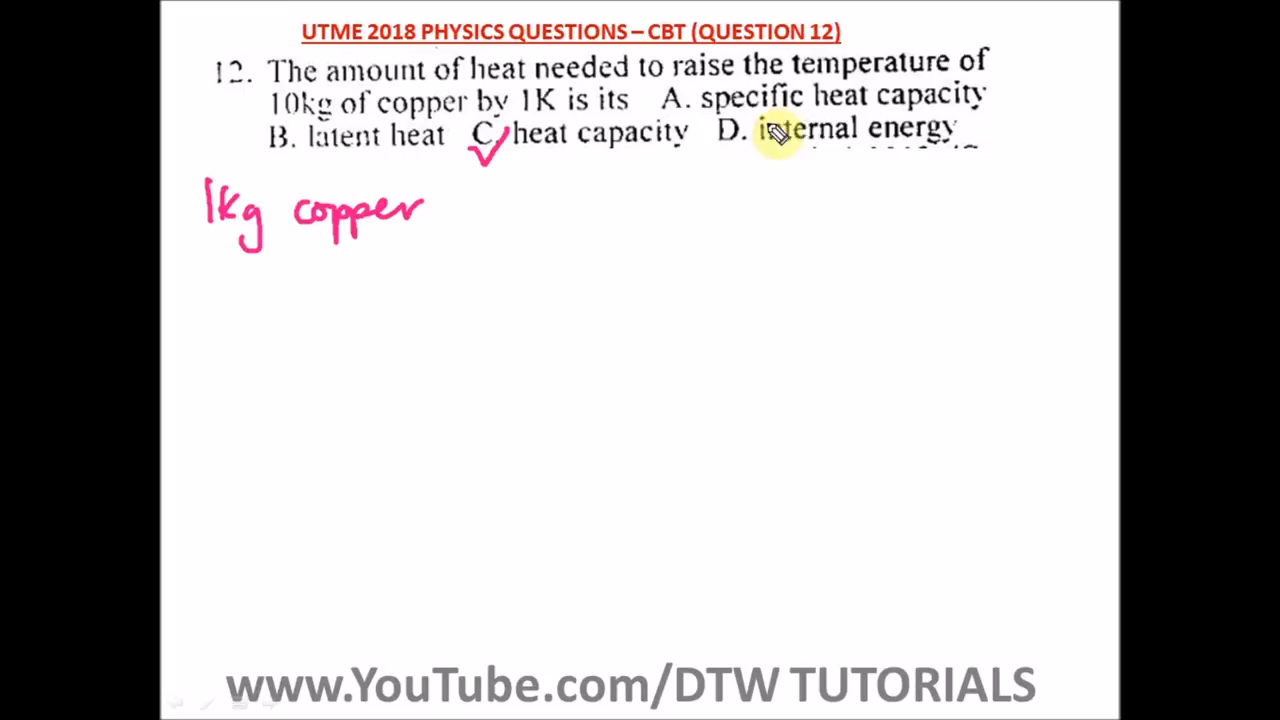 UTME 2018 PHYSICS QUESTIONS – CBT (QUESTION 12)
12. The amount of heat needed to raise the temperature of
10kg of copper by 1K is its A. specific heat capacity
B. latent heat C. heat capacity D. internal energy
1kg copper
www.YouTube.com/DTW TUTORIALS